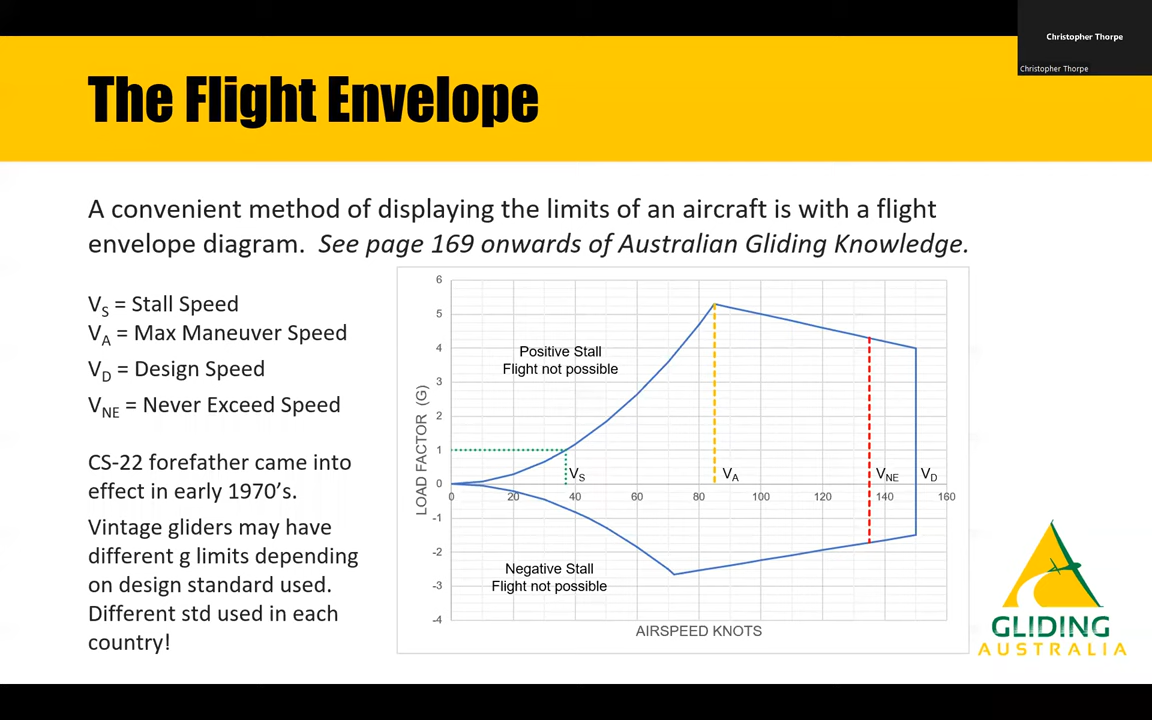 Christopher Thorpe
Christopher Thorpe
The Flight Envelope
A convenient method of displaying the limits of an aircraft is with a flight
envelope diagram. See page 169 onwards of Australian Gliding Knowledge.
VS = Stall Speed
VA = Max Maneuver Speed
VD = Design Speed
VNE = Never Exceed Speed
CS-22 forefather came into
effect in early 1970's.
Vintage gliders may have
different g limits depending
on design standard used.
Different std used in each
country!
LOAD FACTOR (G)
6
5
4
3
2
1
0
-1
-2
-3
-4
Positive Stall
Flight not possible
VS
VA
VNE
VD
0 20 40 60 80 100 120 140 160
Negative Stall
Flight not possible
AIRSPEED KNOTS
GLIDING
AUSTRALIA